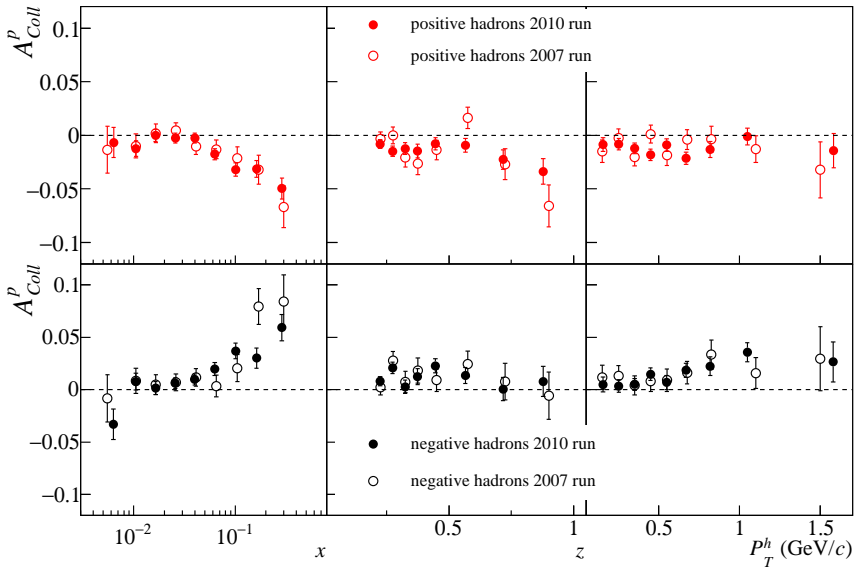 A^p_Coll
0.1
0.05
0
−0.05
−0.1
positive hadrons 2010 run
positive hadrons 2007 run
A^p_Coll
0.1
0.05
0
−0.05
−0.1
negative hadrons 2010 run
negative hadrons 2007 run
10^−2 10^−1 0.5 1 0.5 1 1.5
x z P^h_T (GeV/c)